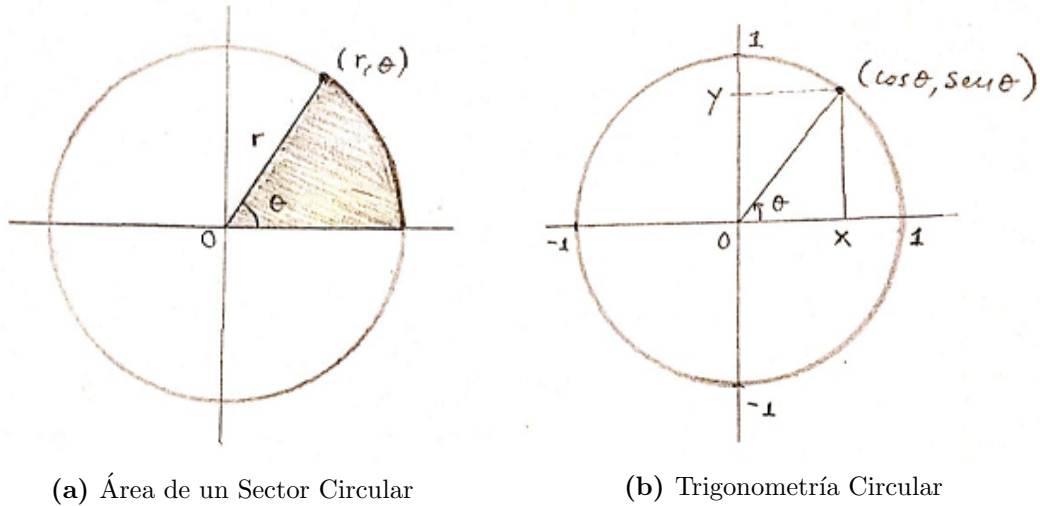 (r, θ)
r
θ
0
(a) Área de un Sector Circular
1
(cosθ, senθ)
y
θ
-1
0
x
1
-1
(b) Trigonometría Circular